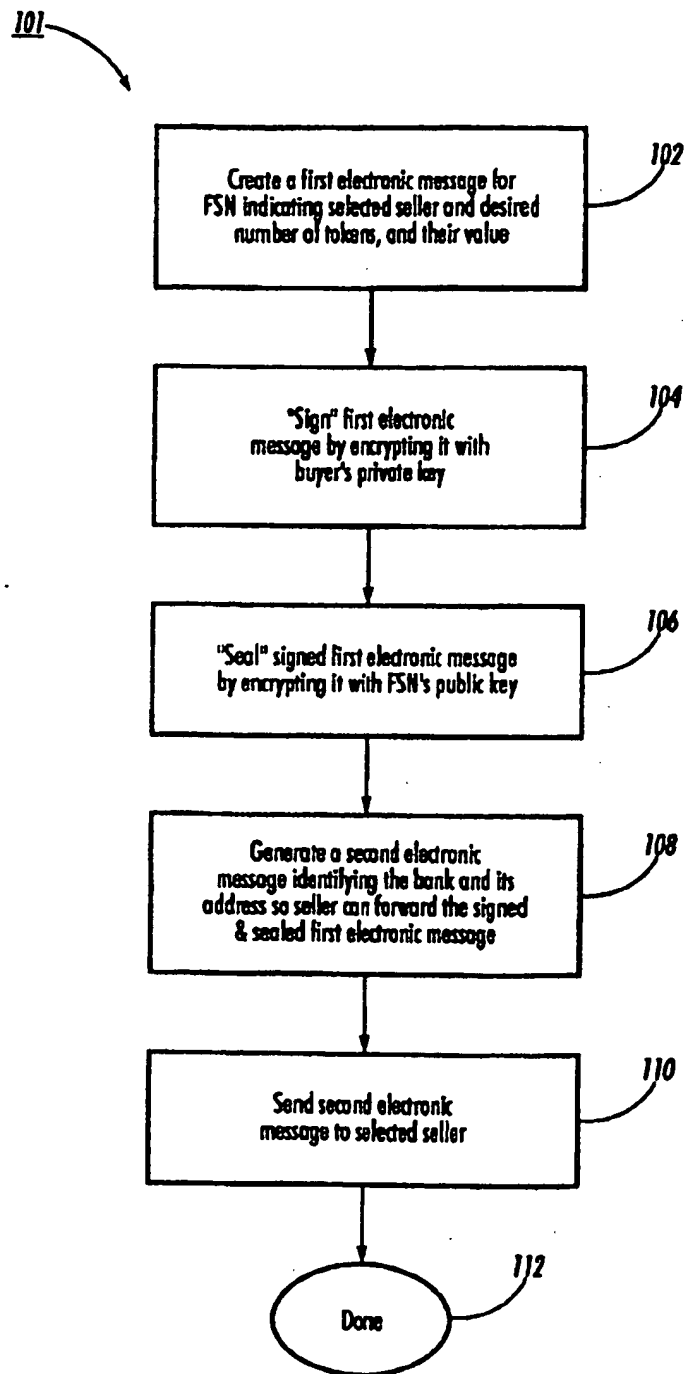 101
102
Create a first electronic message for
FSN indicating selected seller and desired
number of tokens, and their value
104
"Sign" first electronic
message by encrypting it with
buyer's private key
106
"Seal" signed first electronic message
by encrypting it with FSN's public key
108
Generate a second electronic
message identifying the bank and its
address so seller can forward the signed
& sealed first electronic message
110
Send second electronic
message to selected seller
112
Done